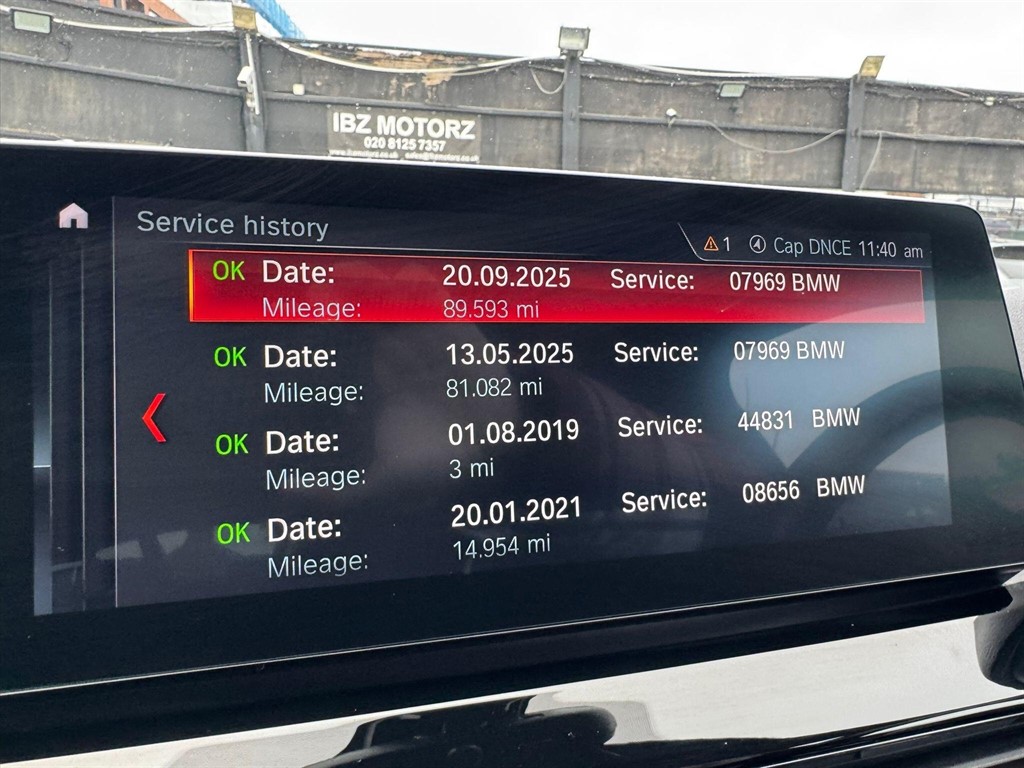 IBZ MOTORZ
020 8125 7357
Service history
1 Cap DNCE 11:40 am
OK Date: 20.09.2025 Service: 07969 BMW
Mileage: 89.593 mi
OK Date: 13.05.2025 Service: 07969 BMW
Mileage: 81.082 mi
OK Date: 01.08.2019 Service: 44831 BMW
Mileage: 3 mi
OK Date: 20.01.2021 Service: 08656 BMW
Mileage: 14.954 mi